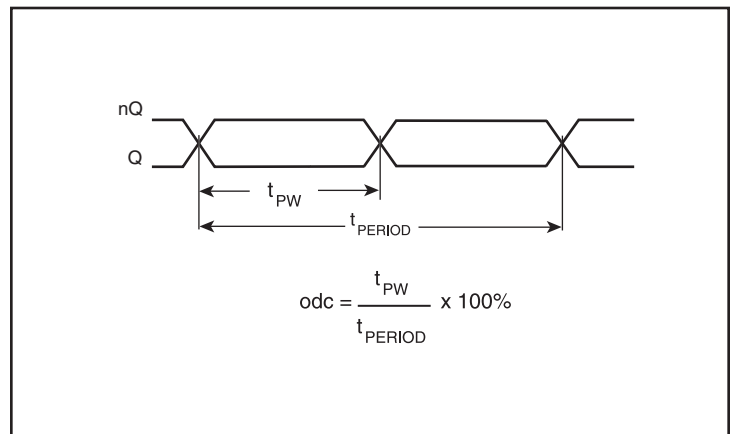 nQ
Q
tPW
tPERIOD
odc = tPW / tPERIOD x 100%